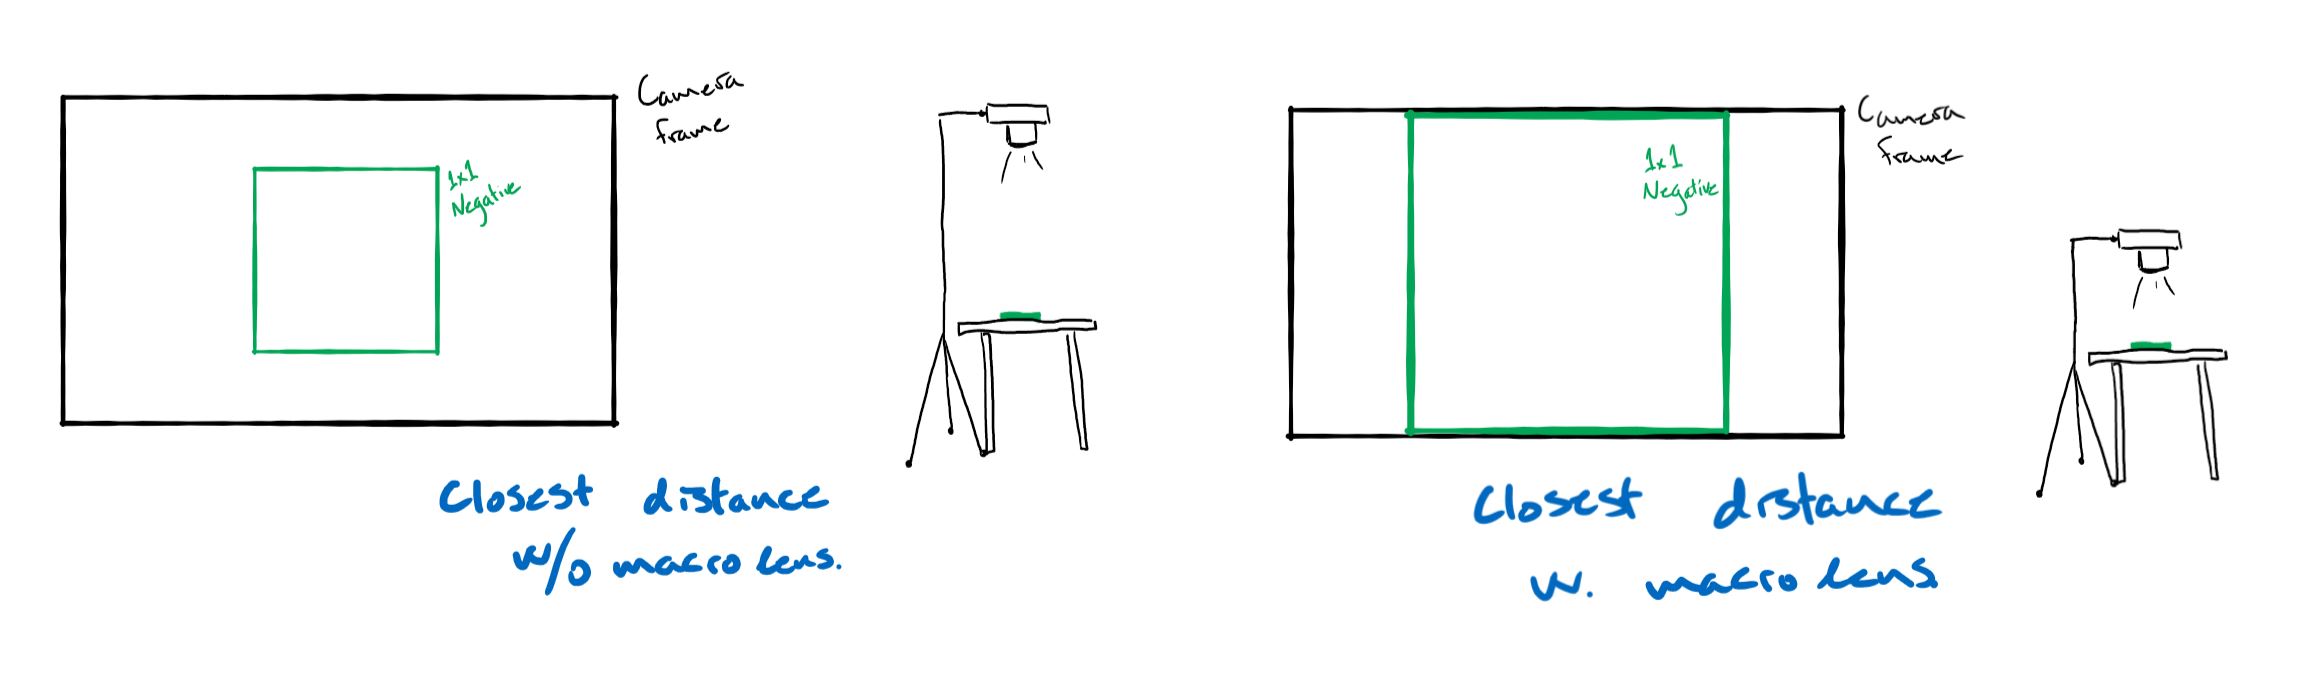 Camera
frame
1x1
Negative
Closest distance
w/o macro lens.
Camera
frame
1x1
Negative
Closest distance
w. macro lens